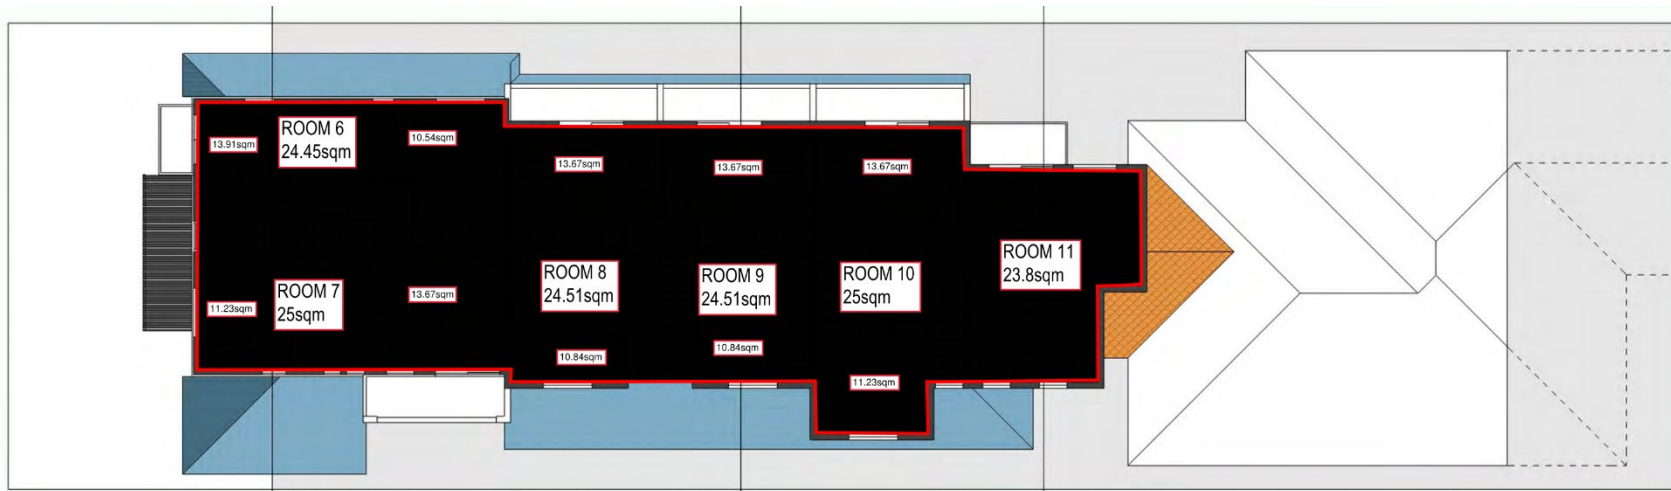 ROOM 6
24.45sqm
13.91sqm
10.54sqm
13.67sqm
13.67sqm
13.67sqm
ROOM 7
25sqm
11.23sqm
13.67sqm
ROOM 8
24.51sqm
10.84sqm
ROOM 9
24.51sqm
10.84sqm
ROOM 10
25sqm
11.23sqm
ROOM 11
23.8sqm